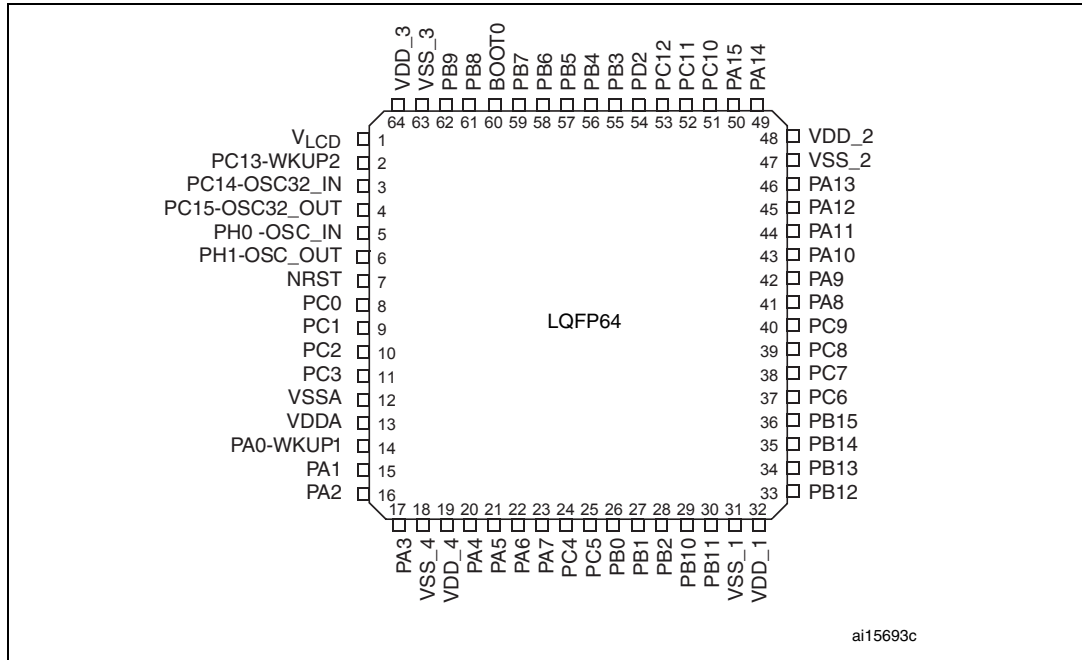 VDD_3
VSS_3
PB9
PB8
BOOT0
PB7
PB6
PB5
PB4
PB3
PD2
PC12
PC11
PC10
PA15
PA14
64 63 62 61 60 59 58 57 56 55 54 53 52 51 50 49
VLCD 1
PC13-WKUP2 2
PC14-OSC32_IN 3
PC15-OSC32_OUT 4
PH0 -OSC_IN 5
PH1-OSC_OUT 6
NRST 7
PC0 8
PC1 9
PC2 10
PC3 11
VSSA 12
VDDA 13
PA0-WKUP1 14
PA1 15
PA2 16
LQFP64
48 VDD_2
47 VSS_2
46 PA13
45 PA12
44 PA11
43 PA10
42 PA9
41 PA8
40 PC9
39 PC8
38 PC7
37 PC6
36 PB15
35 PB14
34 PB13
33 PB12
17 18 19 20 21 22 23 24 25 26 27 28 29 30 31 32
PA3
VSS_4
VDD_4
PA4
PA5
PA6
PA7
PC4
PC5
PB0
PB1
PB2
PB10
PB11
VSS_1
VDD_1
ai15693c